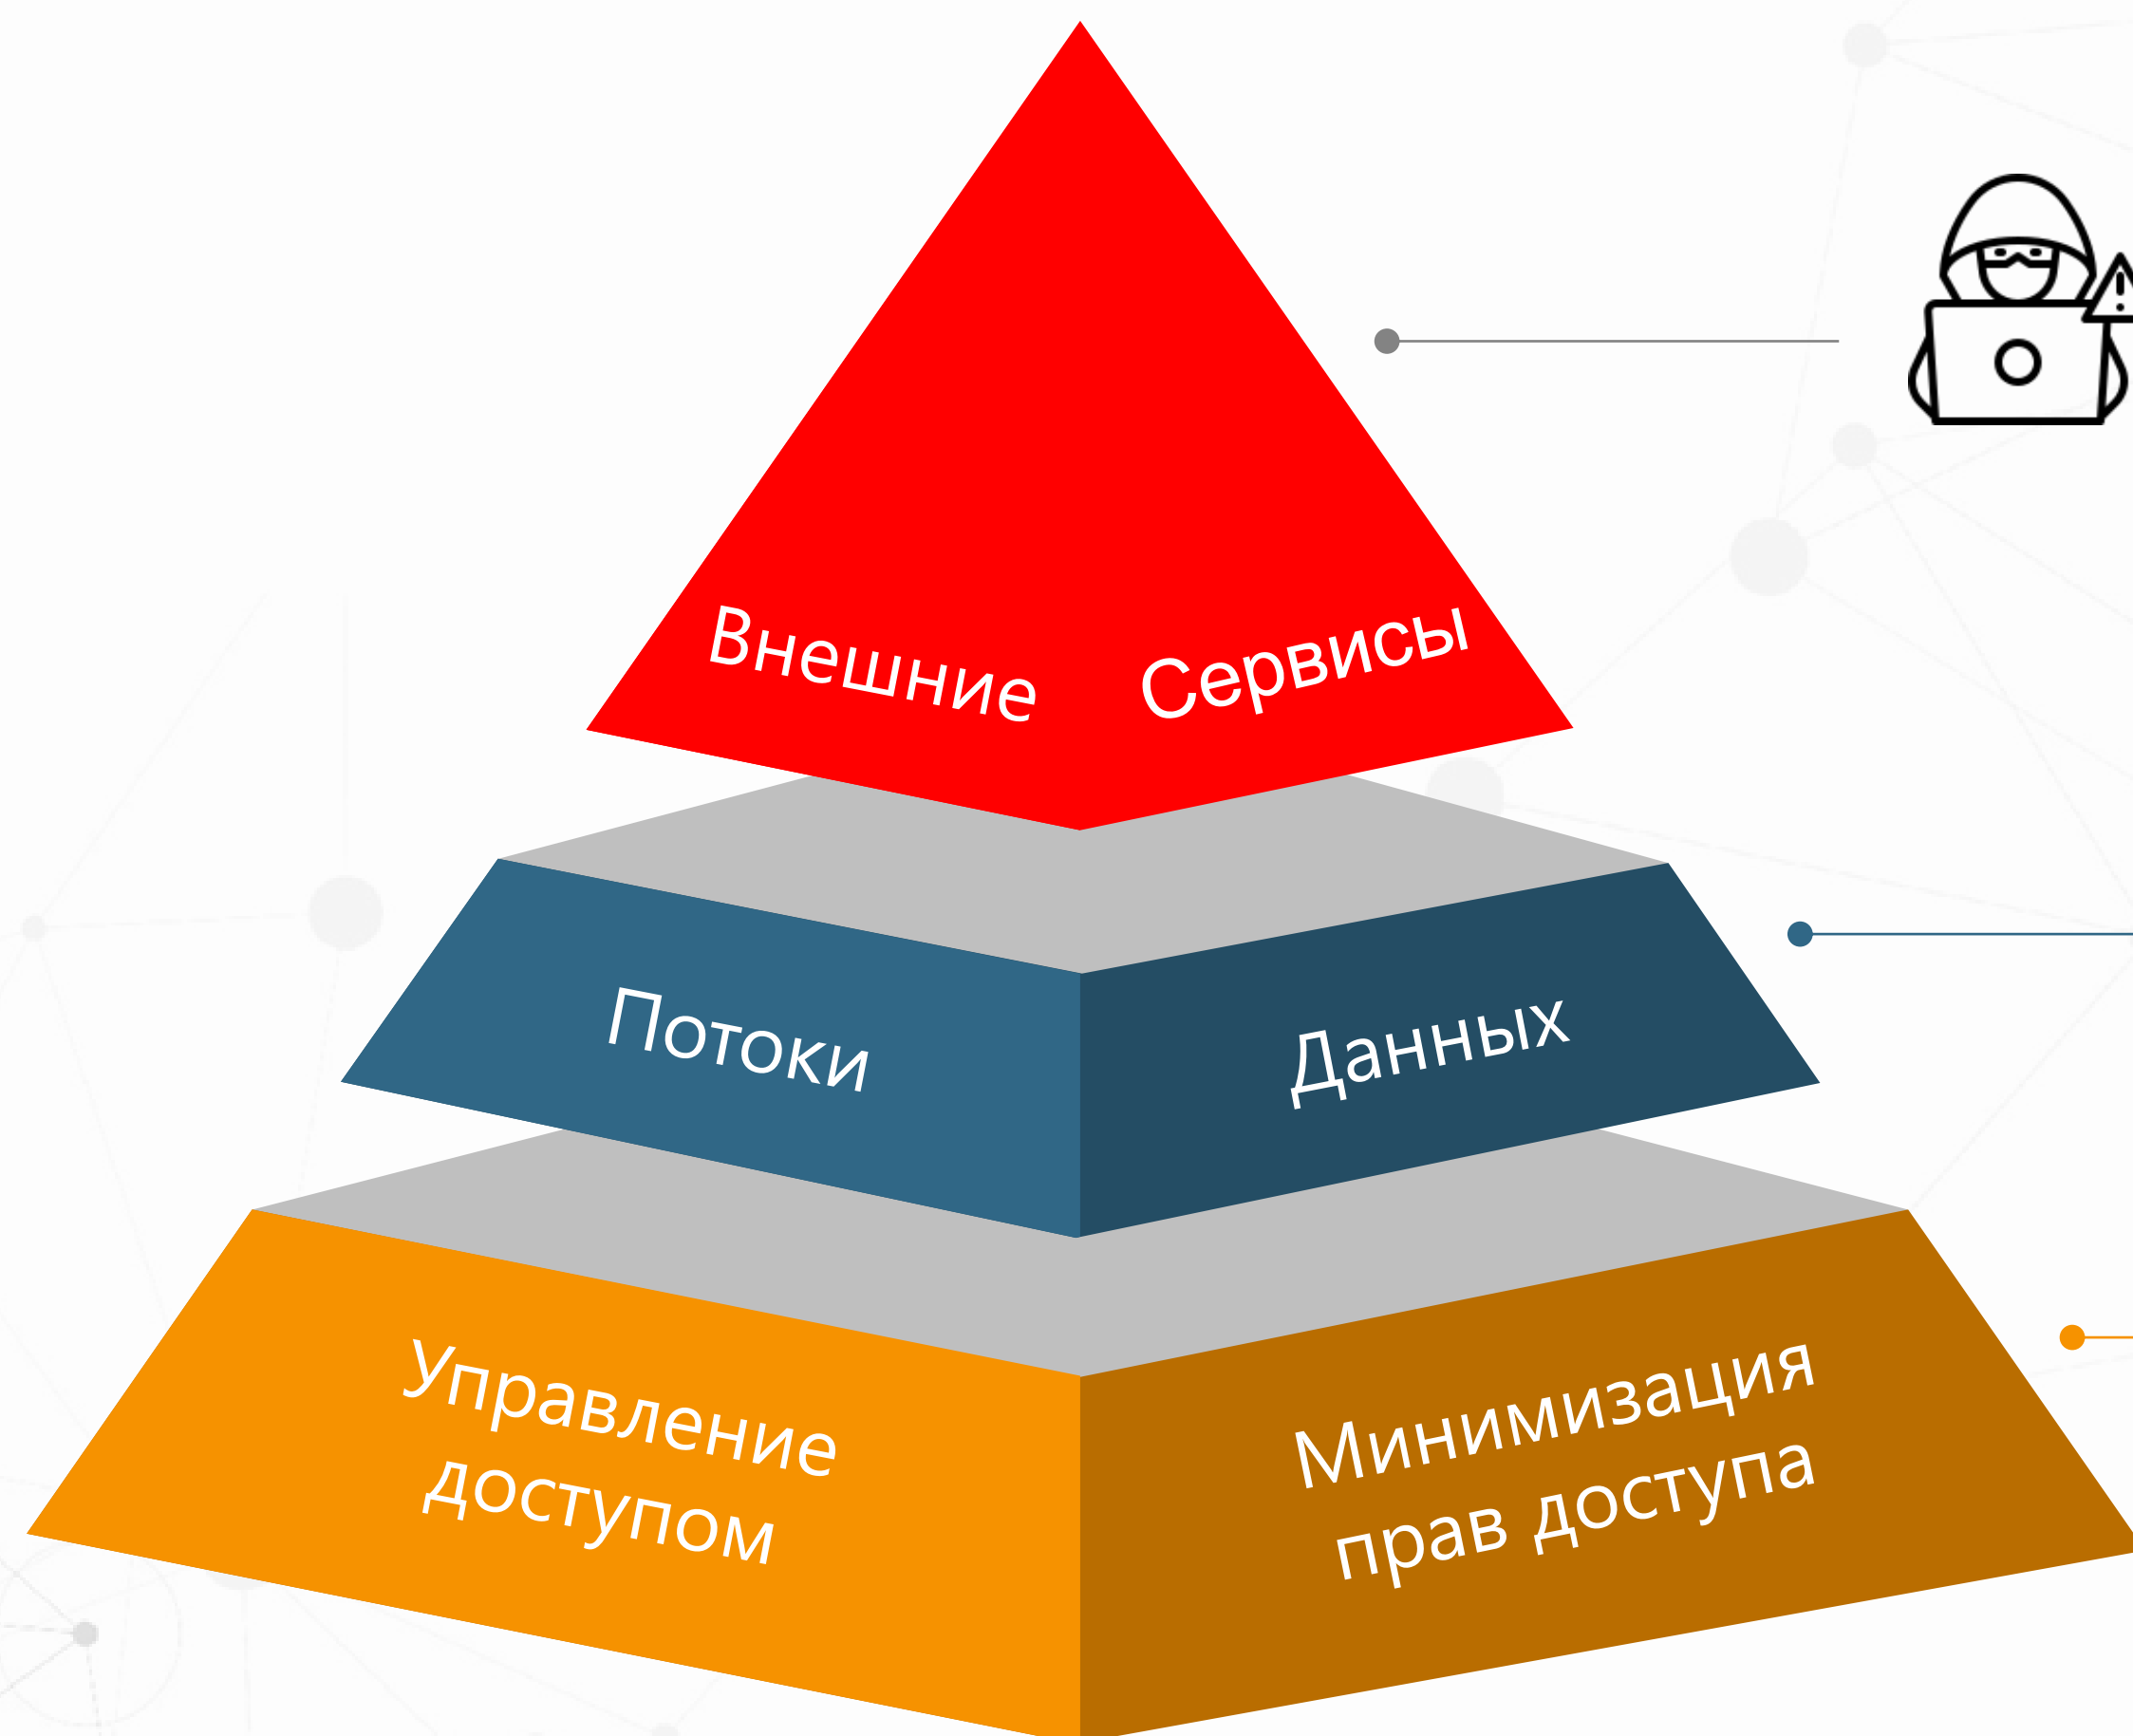 Внешние Сервисы
Потоки Данных
Управление
доступом
Минимизация
прав доступа